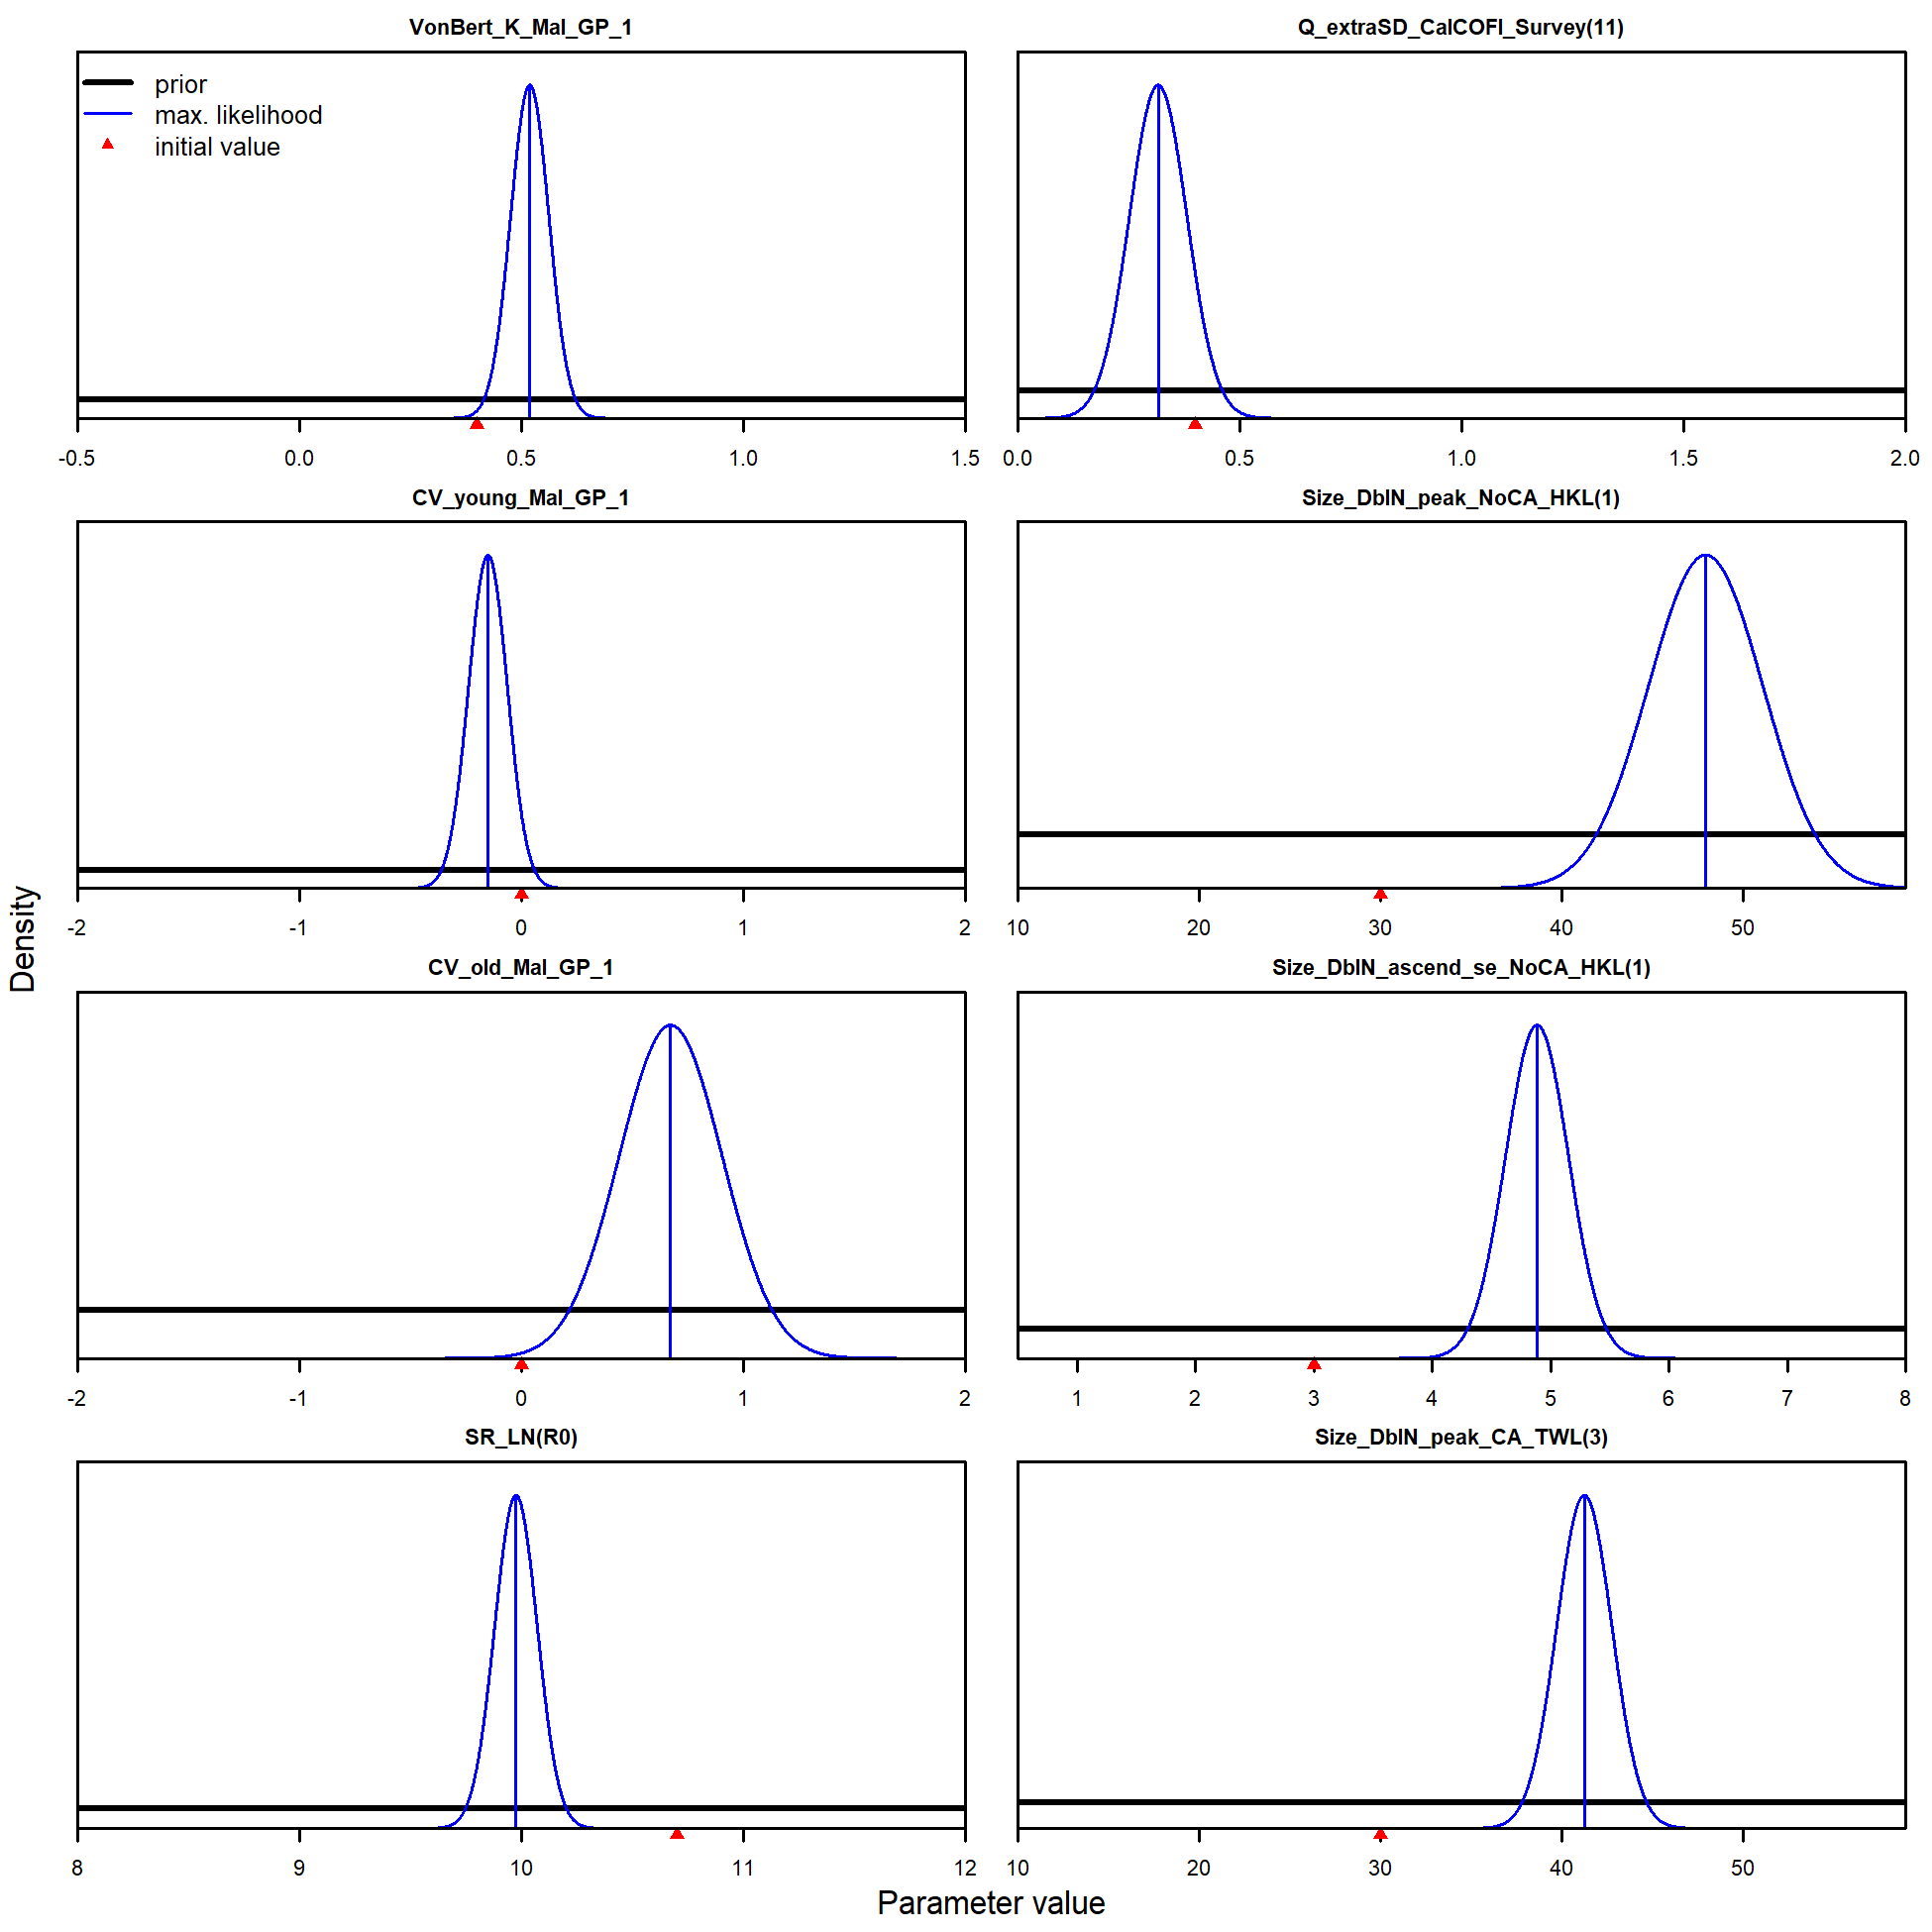 VonBert_K_Mal_GP_1
prior
max. likelihood
initial value
-0.5 0.0 0.5 1.0 1.5
Q_extraSD_CalCOFI_Survey(11)
0.0 0.5 1.0 1.5 2.0
CV_young_Mal_GP_1
-2 -1 0 1 2
Size_DblN_peak_NoCA_HKL(1)
10 20 30 40 50
CV_old_Mal_GP_1
-2 -1 0 1 2
Size_DblN_ascend_se_NoCA_HKL(1)
1 2 3 4 5 6 7 8
SR_LN(R0)
8 9 10 11 12
Size_DblN_peak_CA_TWL(3)
10 20 30 40 50
Density
Parameter value